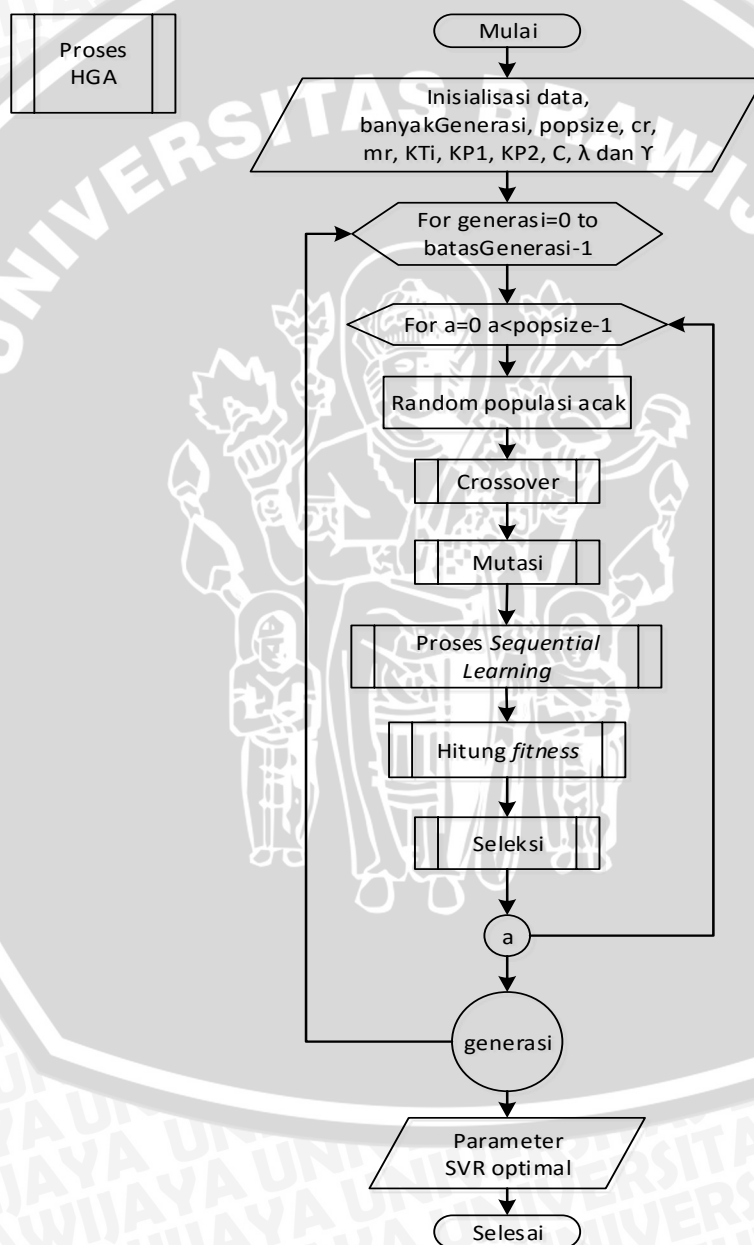 Proses
HGA
Mulai
Inisialisasi data,
banyakGenerasi, popsize, cr,
mr, KTi, KP1, KP2, C, λ dan ϒ
For generasi=0 to
batasGenerasi-1
For a=0 a<popsize-1
Random populasi acak
Crossover
Mutasi
Proses Sequential
Learning
Hitung fitness
Seleksi
a
generasi
Parameter
SVR optimal
Selesai
UNIVERSITAS BRAWIJ